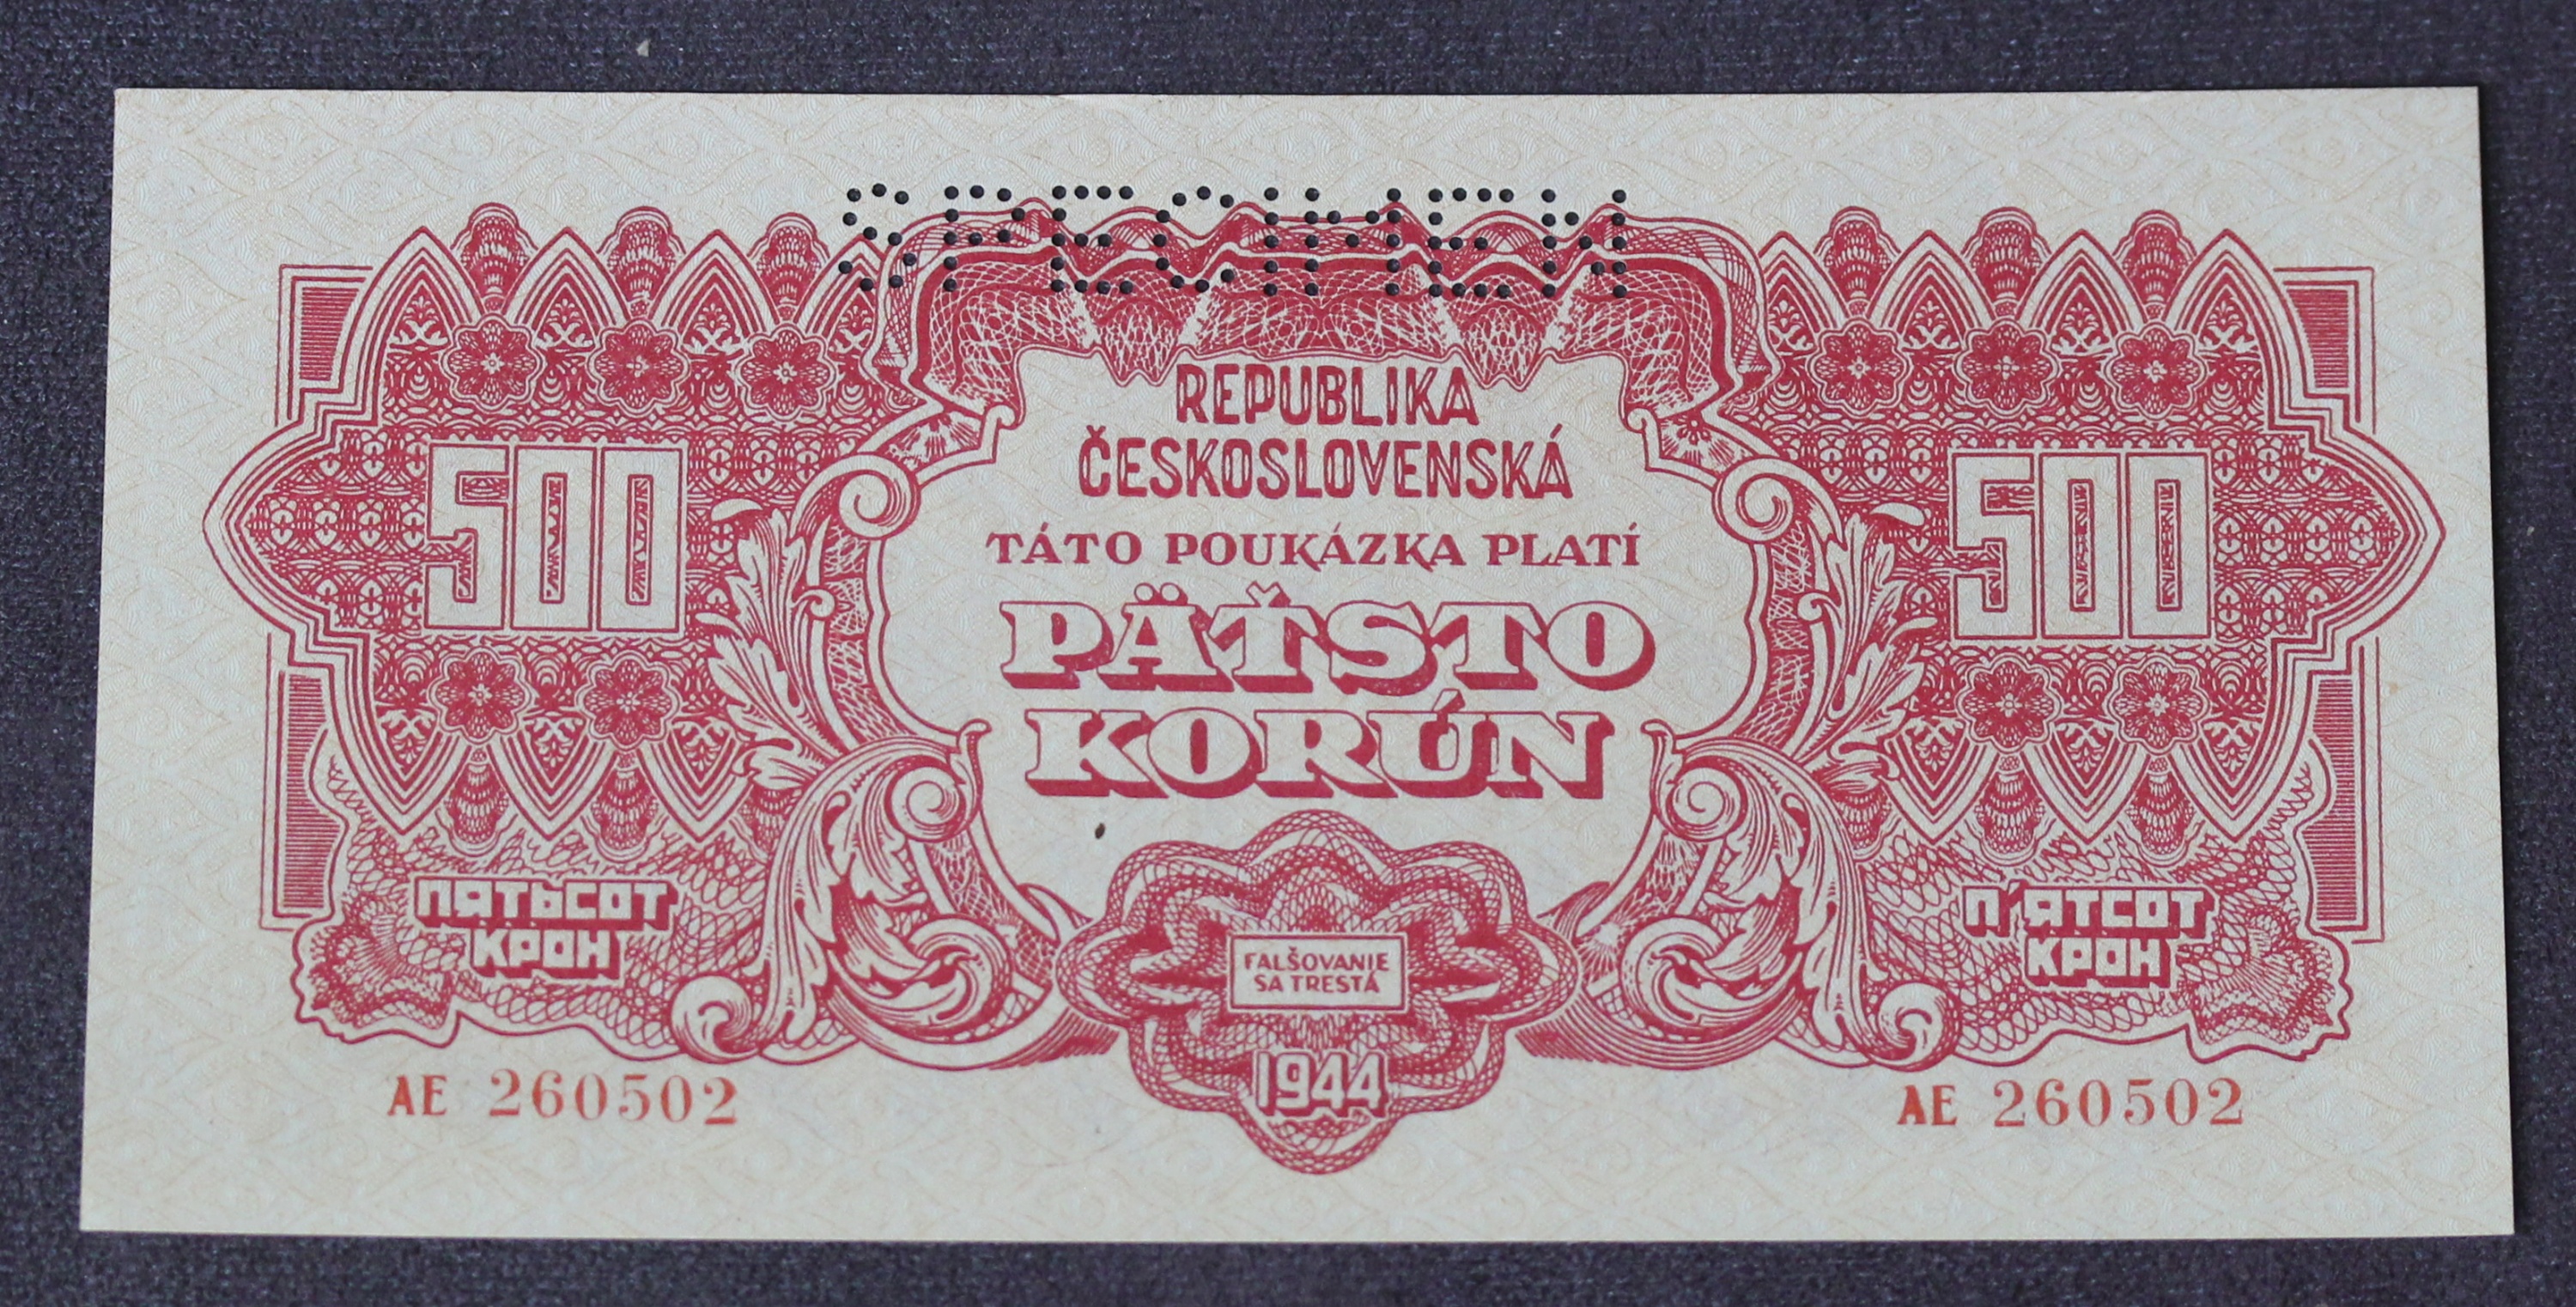 SPECIMEN
REPUBLIKA
ČESKOSLOVENSKÁ
TÁTO POUKÁZKA PLATÍ
500
PÄŤSTO
KORÚN
500
ПЯТЬСОТ
КРОН
П'ЯТСОТ
КРОН
FALŠOVANIE
SA TRESTÁ
1944
AE 260502
AE 260502